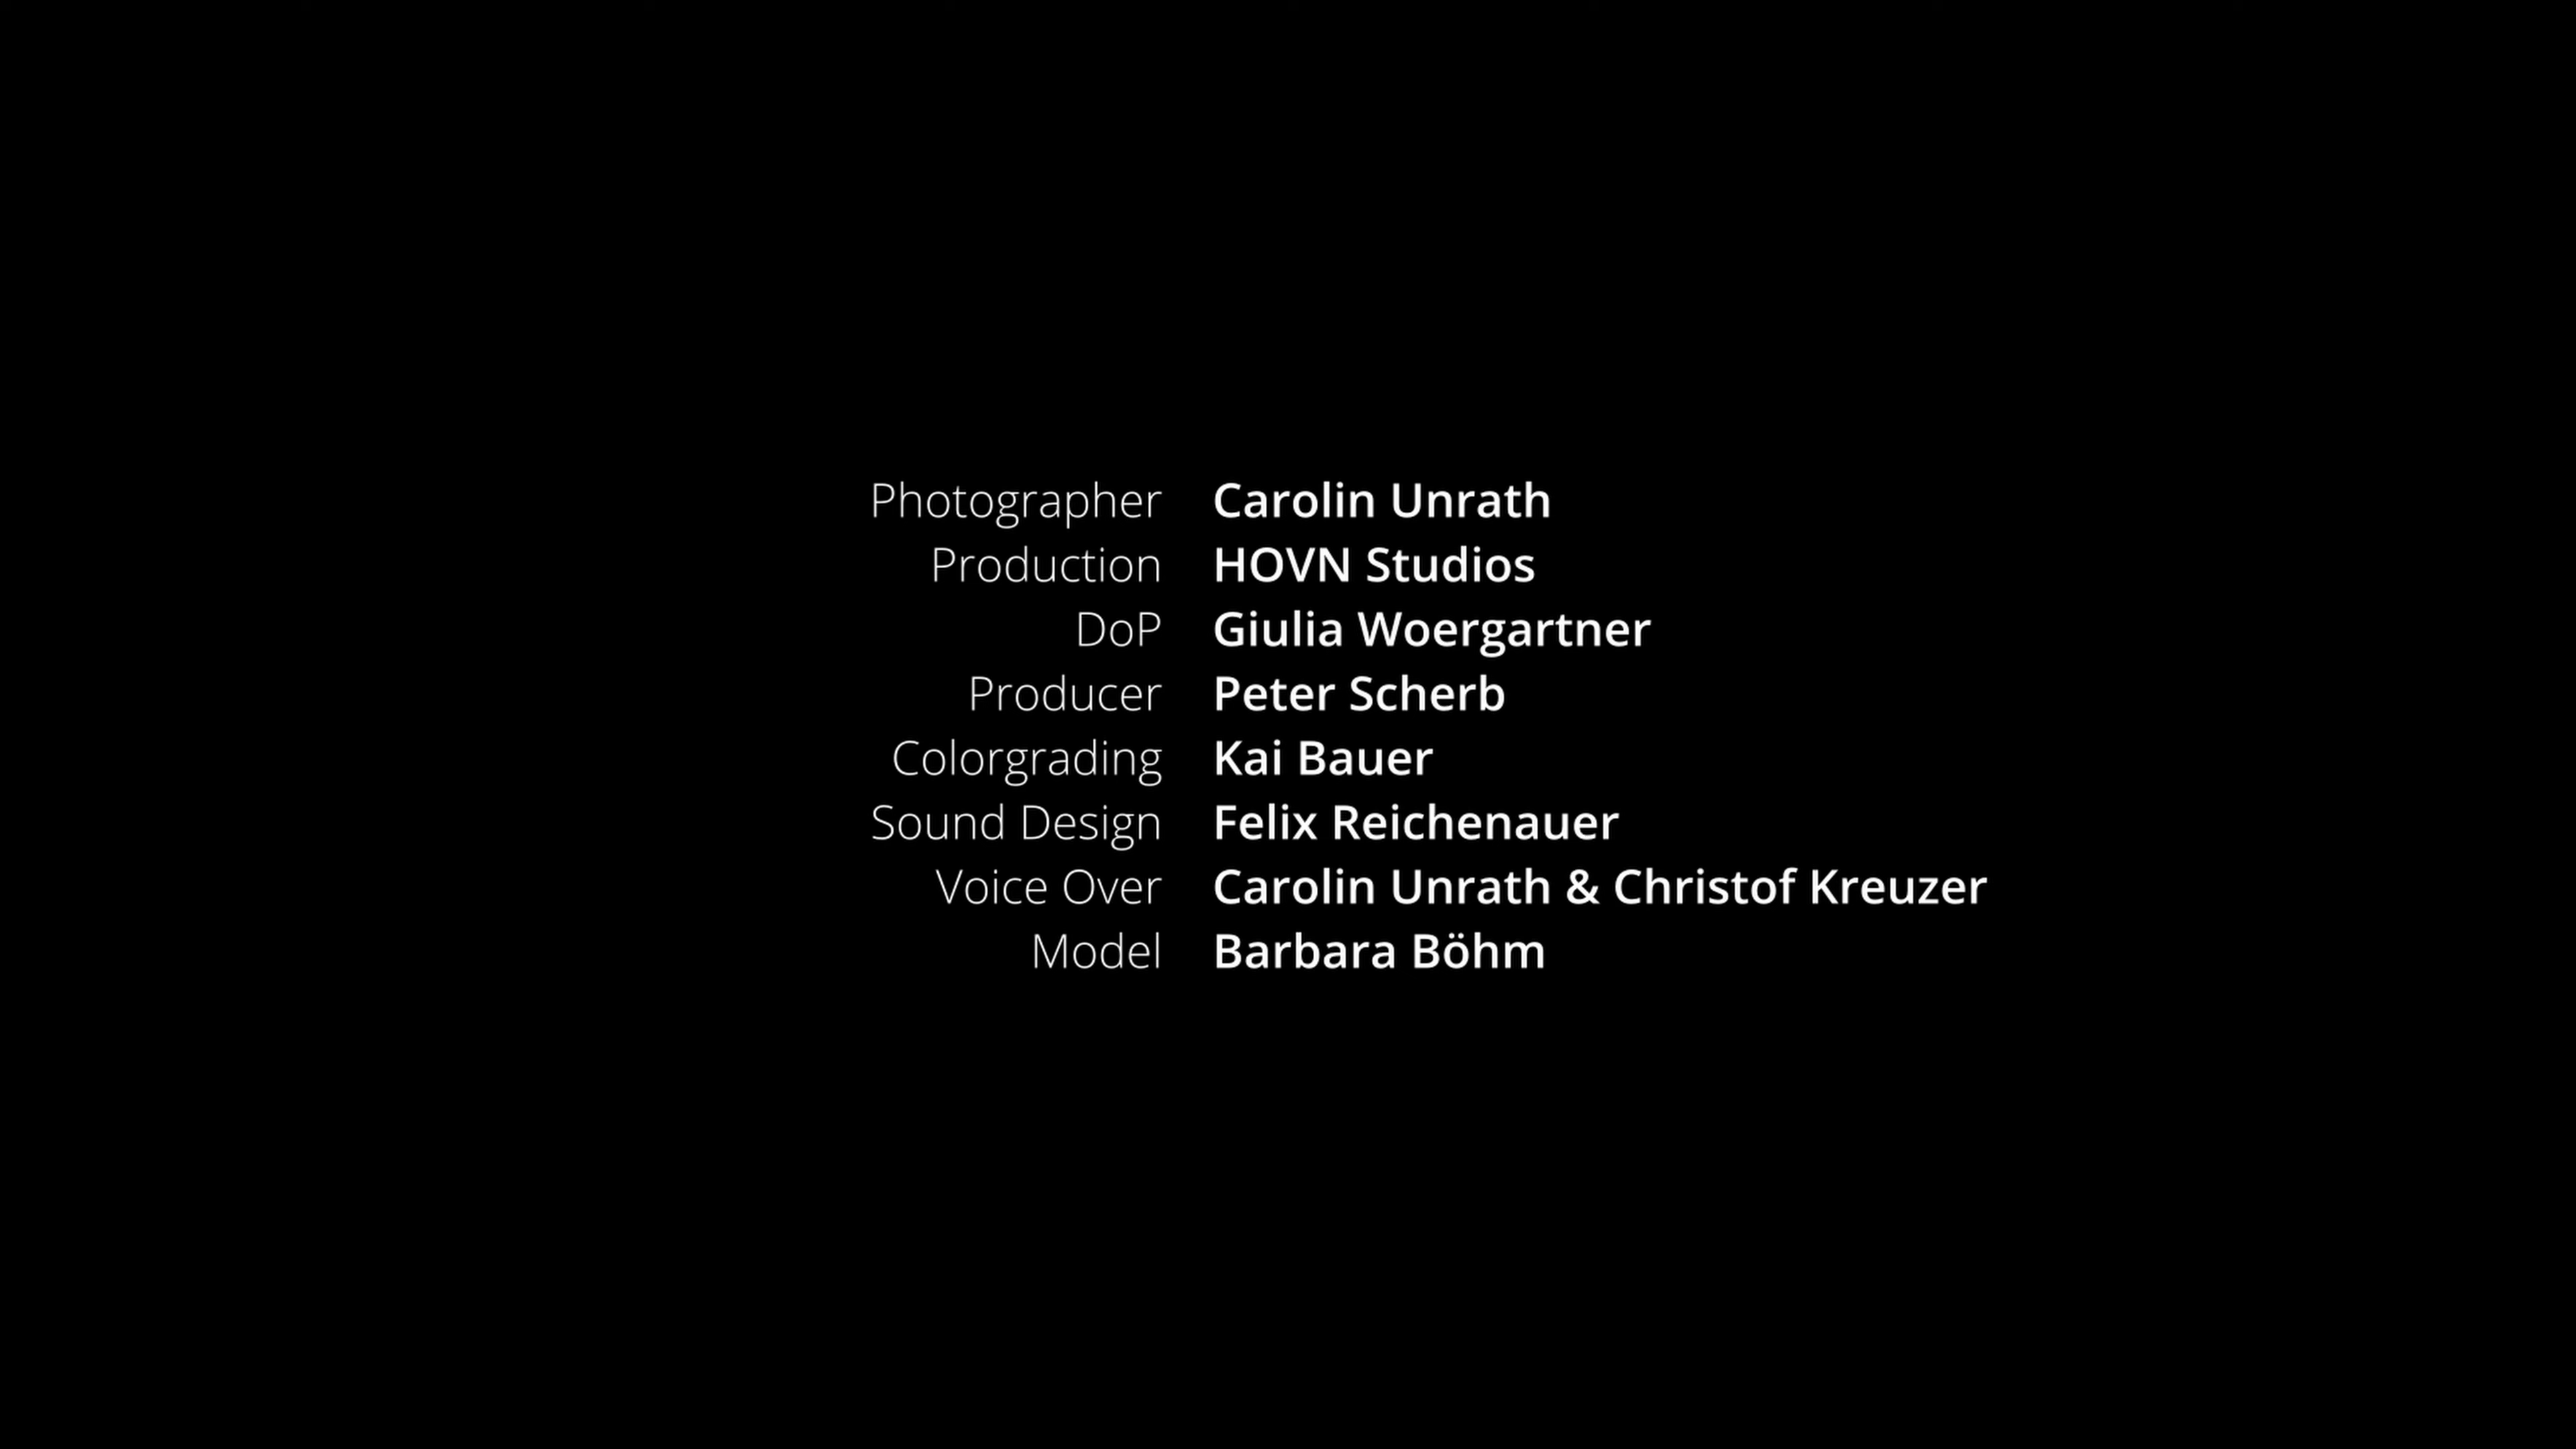 Photographer Carolin Unrath
Production HOVN Studios
DoP Giulia Woergartner
Producer Peter Scherb
Colorgrading Kai Bauer
Sound Design Felix Reichenauer
Voice Over Carolin Unrath & Christof Kreuzer
Model Barbara Böhm